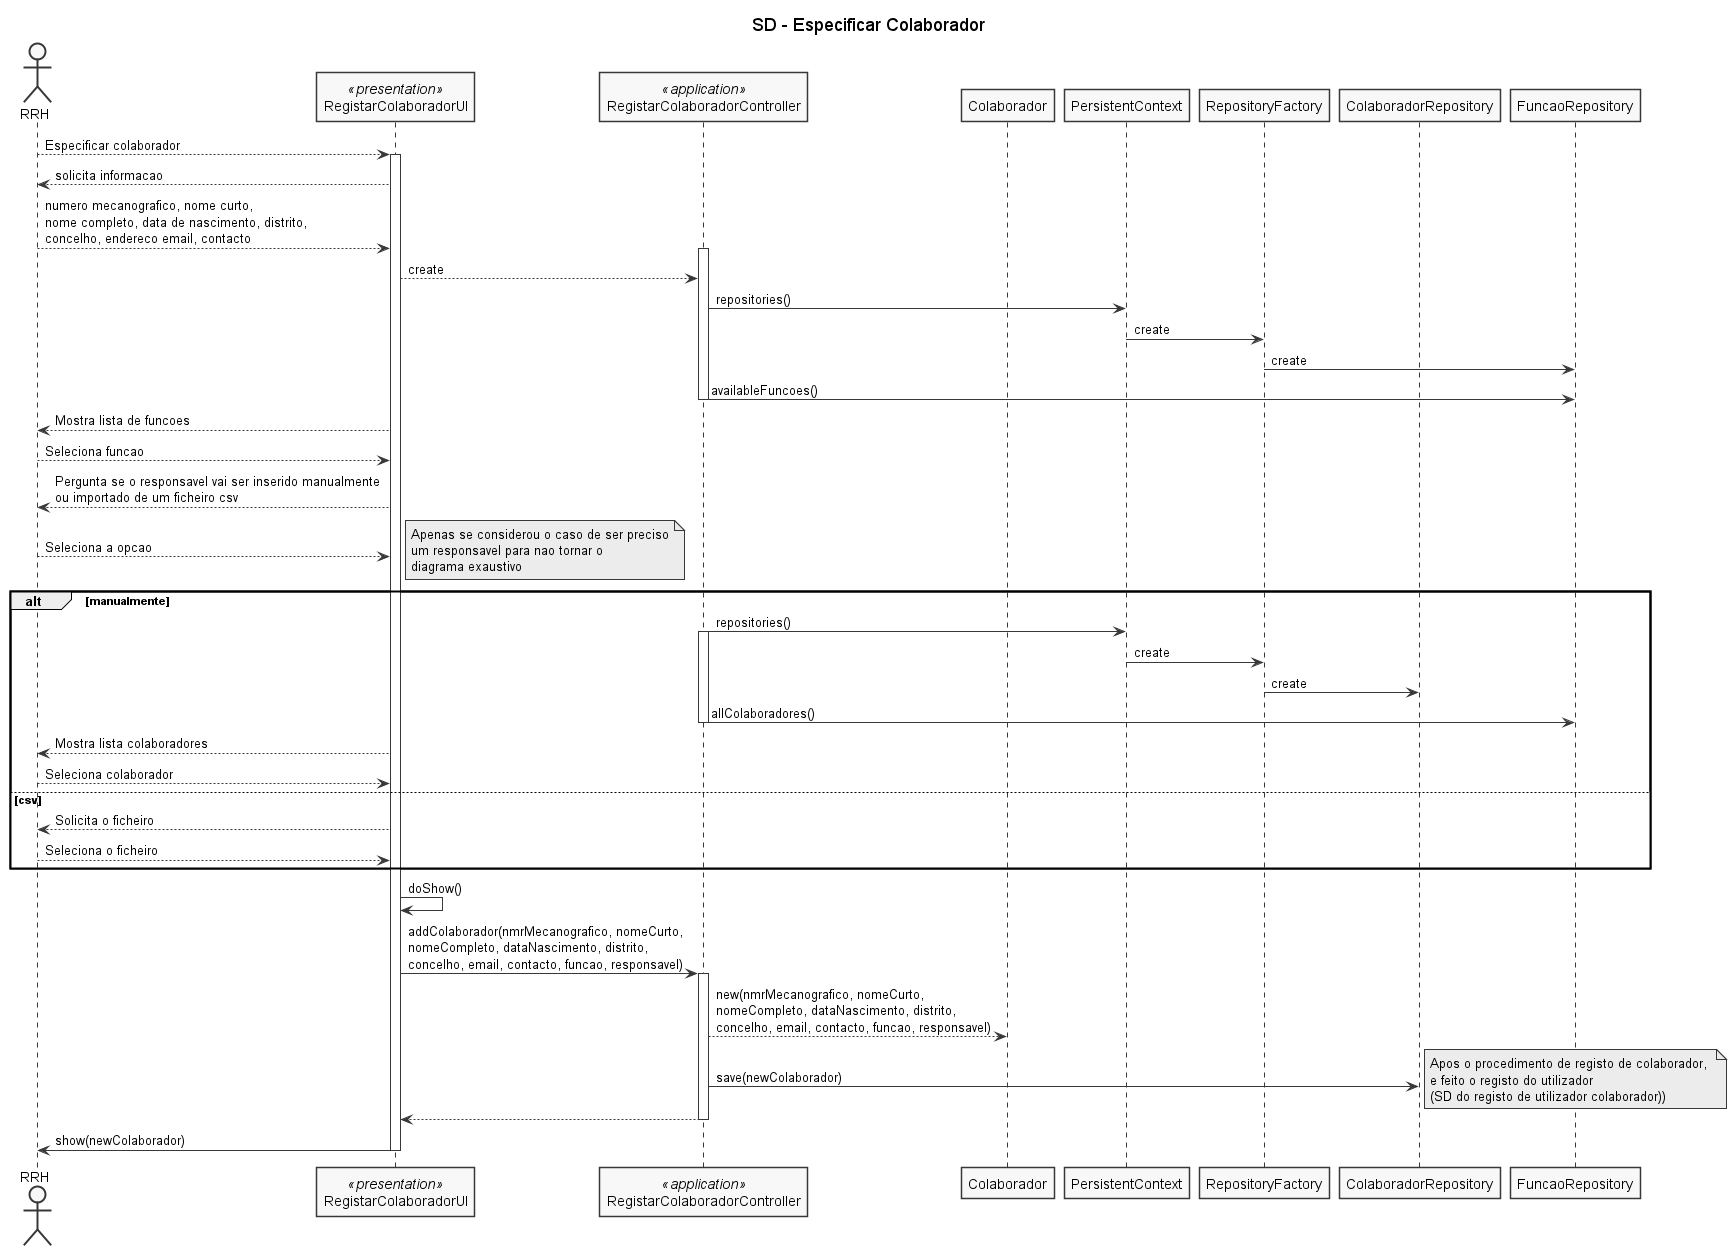 SD - Especificar Colaborador
RRH
«presentation»
RegistarColaboradorUI
«application»
RegistarColaboradorController
Colaborador
PersistentContext
RepositoryFactory
ColaboradorRepository
FuncaoRepository
Especificar colaborador
solicita informacao
numero mecanografico, nome curto,
nome completo, data de nascimento, distrito,
concelho, endereco email, contacto
create
repositories()
create
create
availableFuncoes()
Mostra lista de funcoes
Seleciona funcao
Pergunta se o responsavel vai ser inserido manualmente
ou importado de um ficheiro csv
Seleciona a opcao
Apenas se considerou o caso de ser preciso
um responsavel para nao tornar o
diagrama exaustivo
alt [manualmente]
repositories()
create
create
allColaboradores()
Mostra lista colaboradores
Seleciona colaborador
[csv]
Solicita o ficheiro
Seleciona o ficheiro
doShow()
addColaborador(nmrMecanografico, nomeCurto,
nomeCompleto, dataNascimento, distrito,
concelho, email, contacto, funcao, responsavel)
new(nmrMecanografico, nomeCurto,
nomeCompleto, dataNascimento, distrito,
concelho, email, contacto, funcao, responsavel)
save(newColaborador)
Apos o procedimento de registo de colaborador,
e feito o registo do utilizador
(SD do registo de utilizador colaborador))
show(newColaborador)
RRH
«presentation»
RegistarColaboradorUI
«application»
RegistarColaboradorController
Colaborador
PersistentContext
RepositoryFactory
ColaboradorRepository
FuncaoRepository